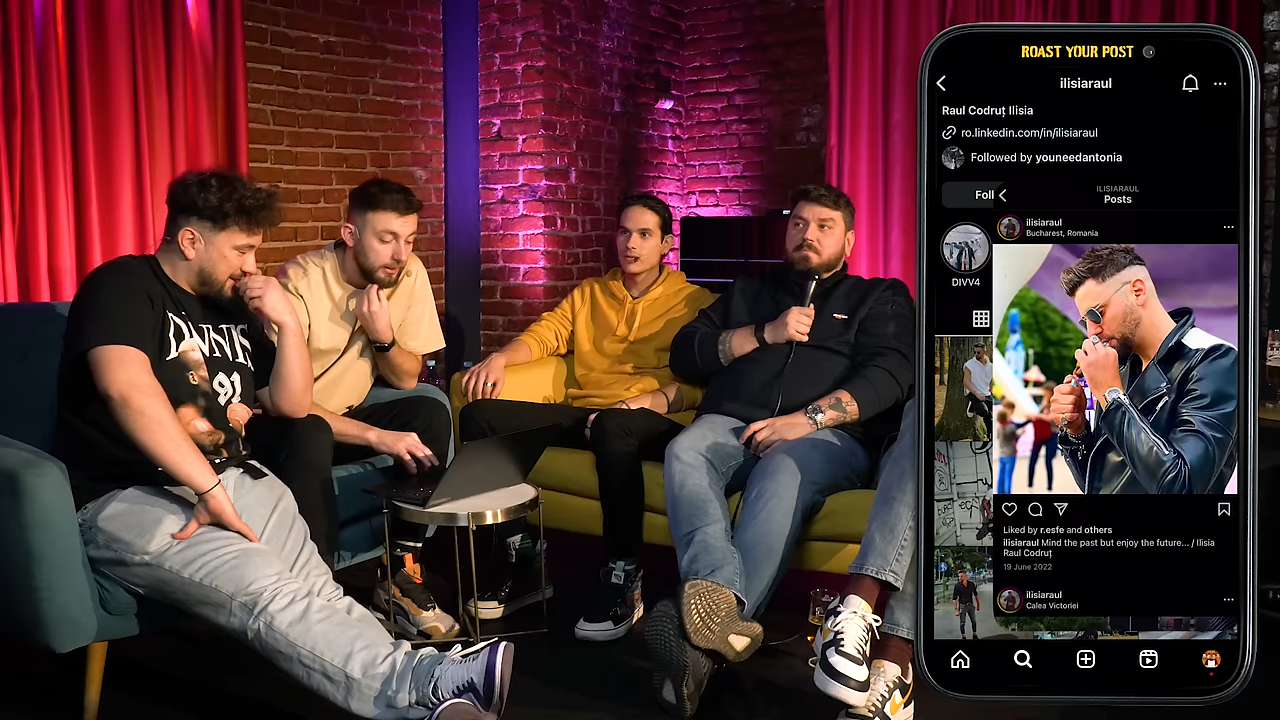 ROAST YOUR POST
ilisiaraul
Raul Codruț Ilisia
ro.linkedin.com/in/ilisiaraul
Followed by youneedantonia
Foll
ILISIARAUL
Posts
ilisiaraul
Bucharest, Romania
DIVV4
Liked by r.esfe and others
ilisiaraul Mind the past but enjoy the future... / Ilisia
Raul Codruț
19 June 2022
ilisiaraul
Calea Victoriei
91